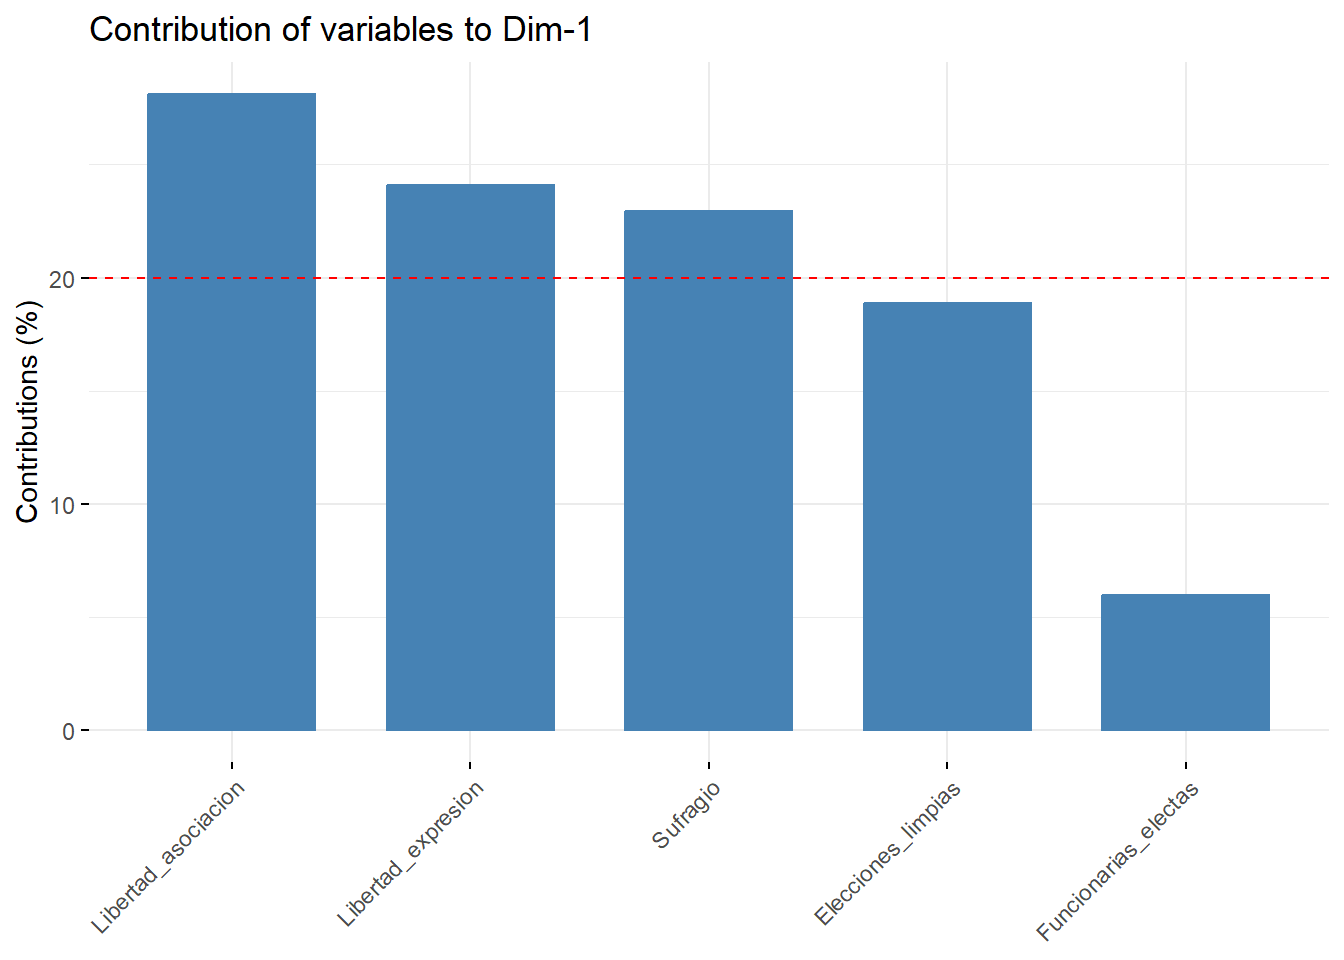 Contribution of variables to Dim-1
Contributions (%)
20
10
0
Libertad_asociacion
Libertad_expresion
Sufragio
Elecciones_limpias
Funcionarias_electas